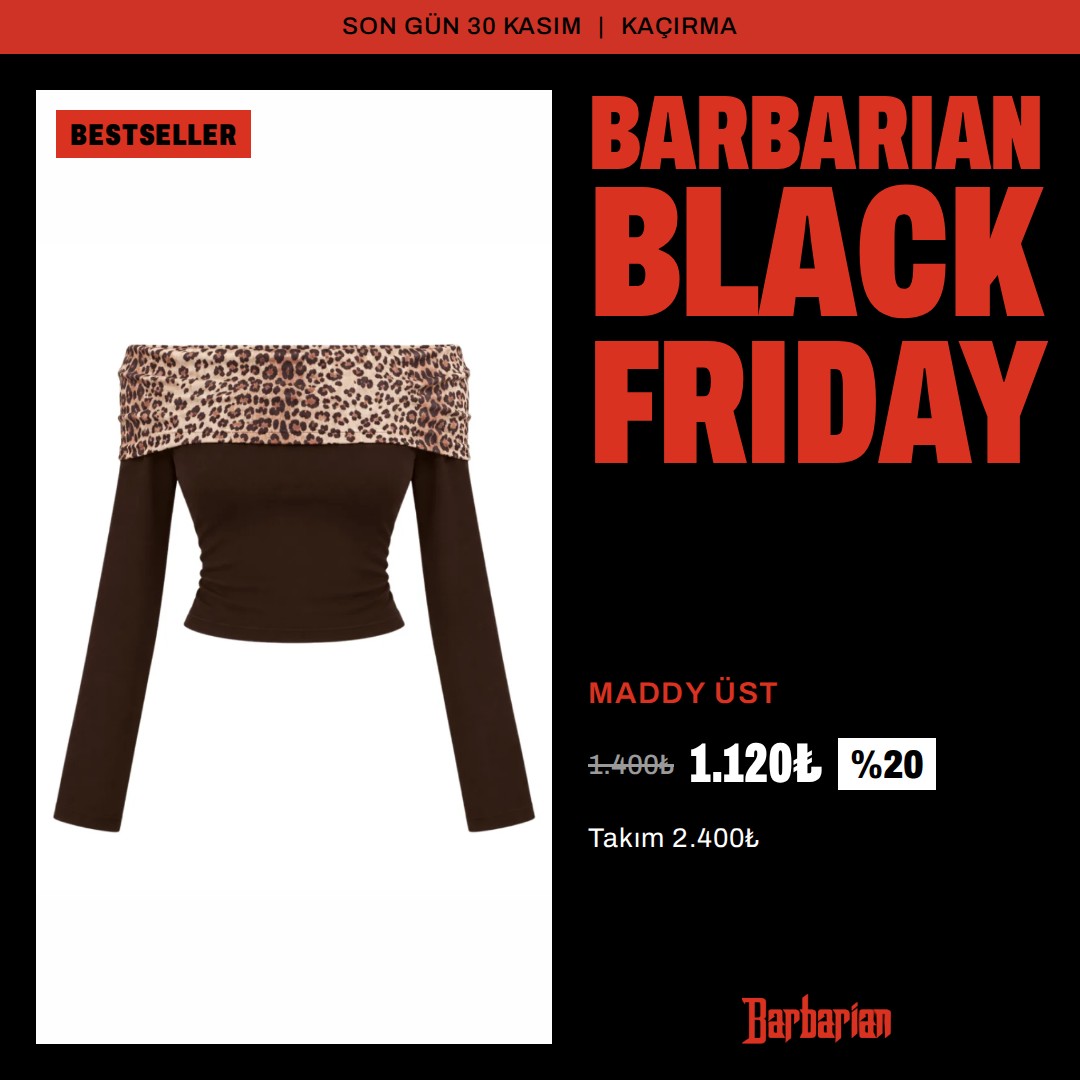 SON GÜN 30 KASIM | KAÇIRMA
BESTSELLER
BARBARIAN
BLACK
FRIDAY
MADDY ÜST
1.400₺ 1.120₺ %20
Takım 2.400₺
Barbarian